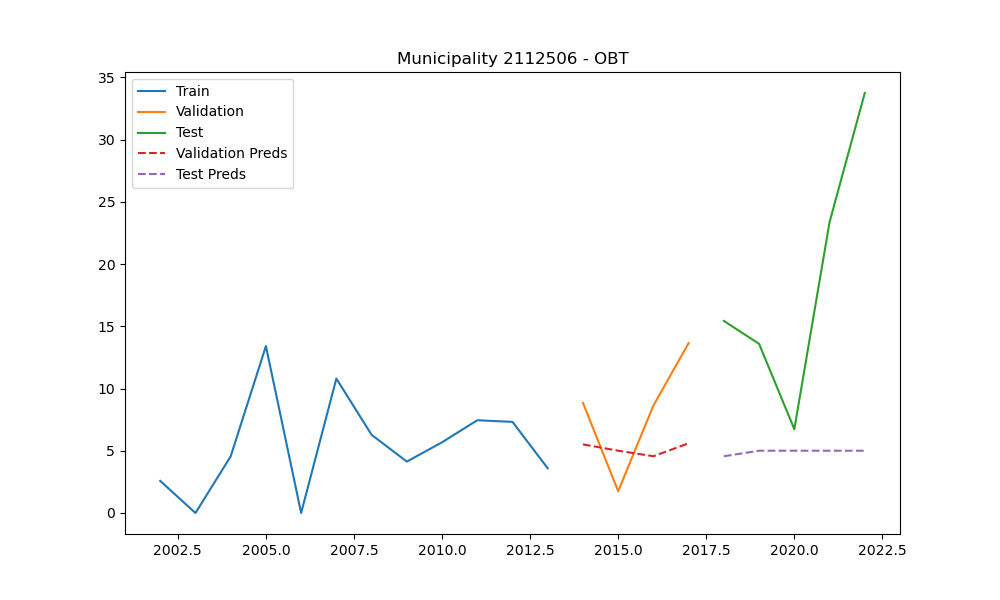 Municipality 2112506 - OBT
Train
Validation
Test
Validation Preds
Test Preds
35
30
25
20
15
10
5
0
2002.5 2005.0 2007.5 2010.0 2012.5 2015.0 2017.5 2020.0 2022.5